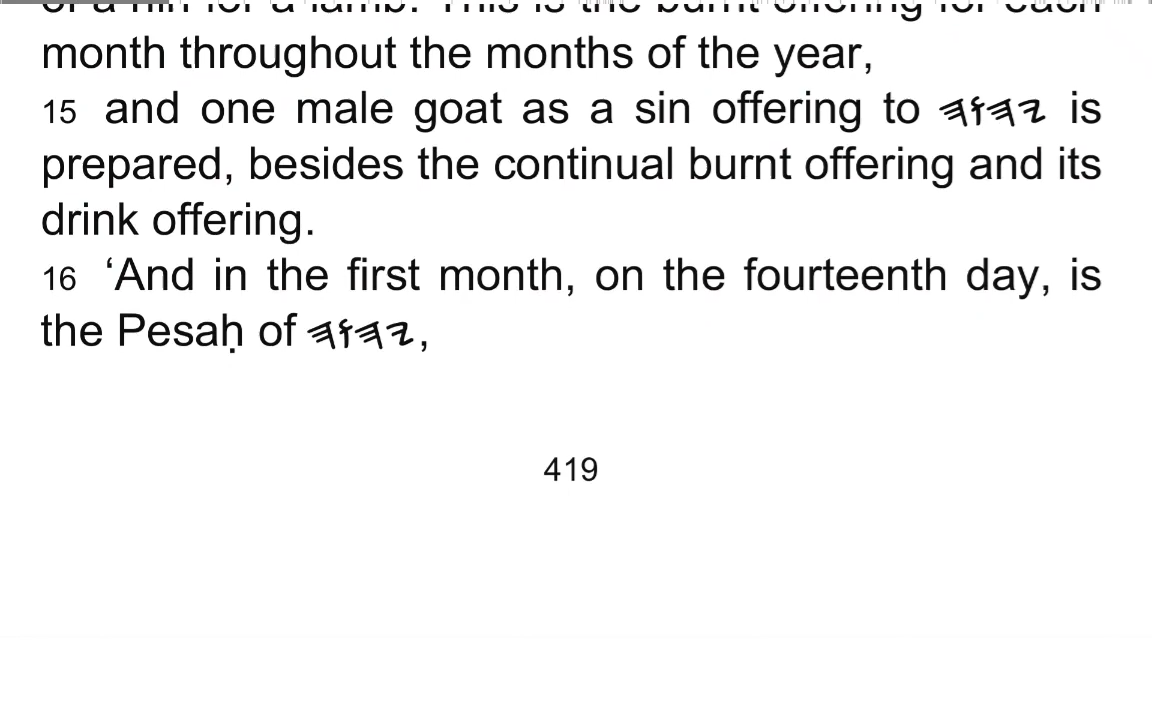 month throughout the months of the year,
15 and one male goat as a sin offering to 𐤉𐤄𐤅𐤄 is
prepared, besides the continual burnt offering and its
drink offering.
16 ‘And in the first month, on the fourteenth day, is
the Pesaḥ of 𐤉𐤄𐤅𐤄,
419